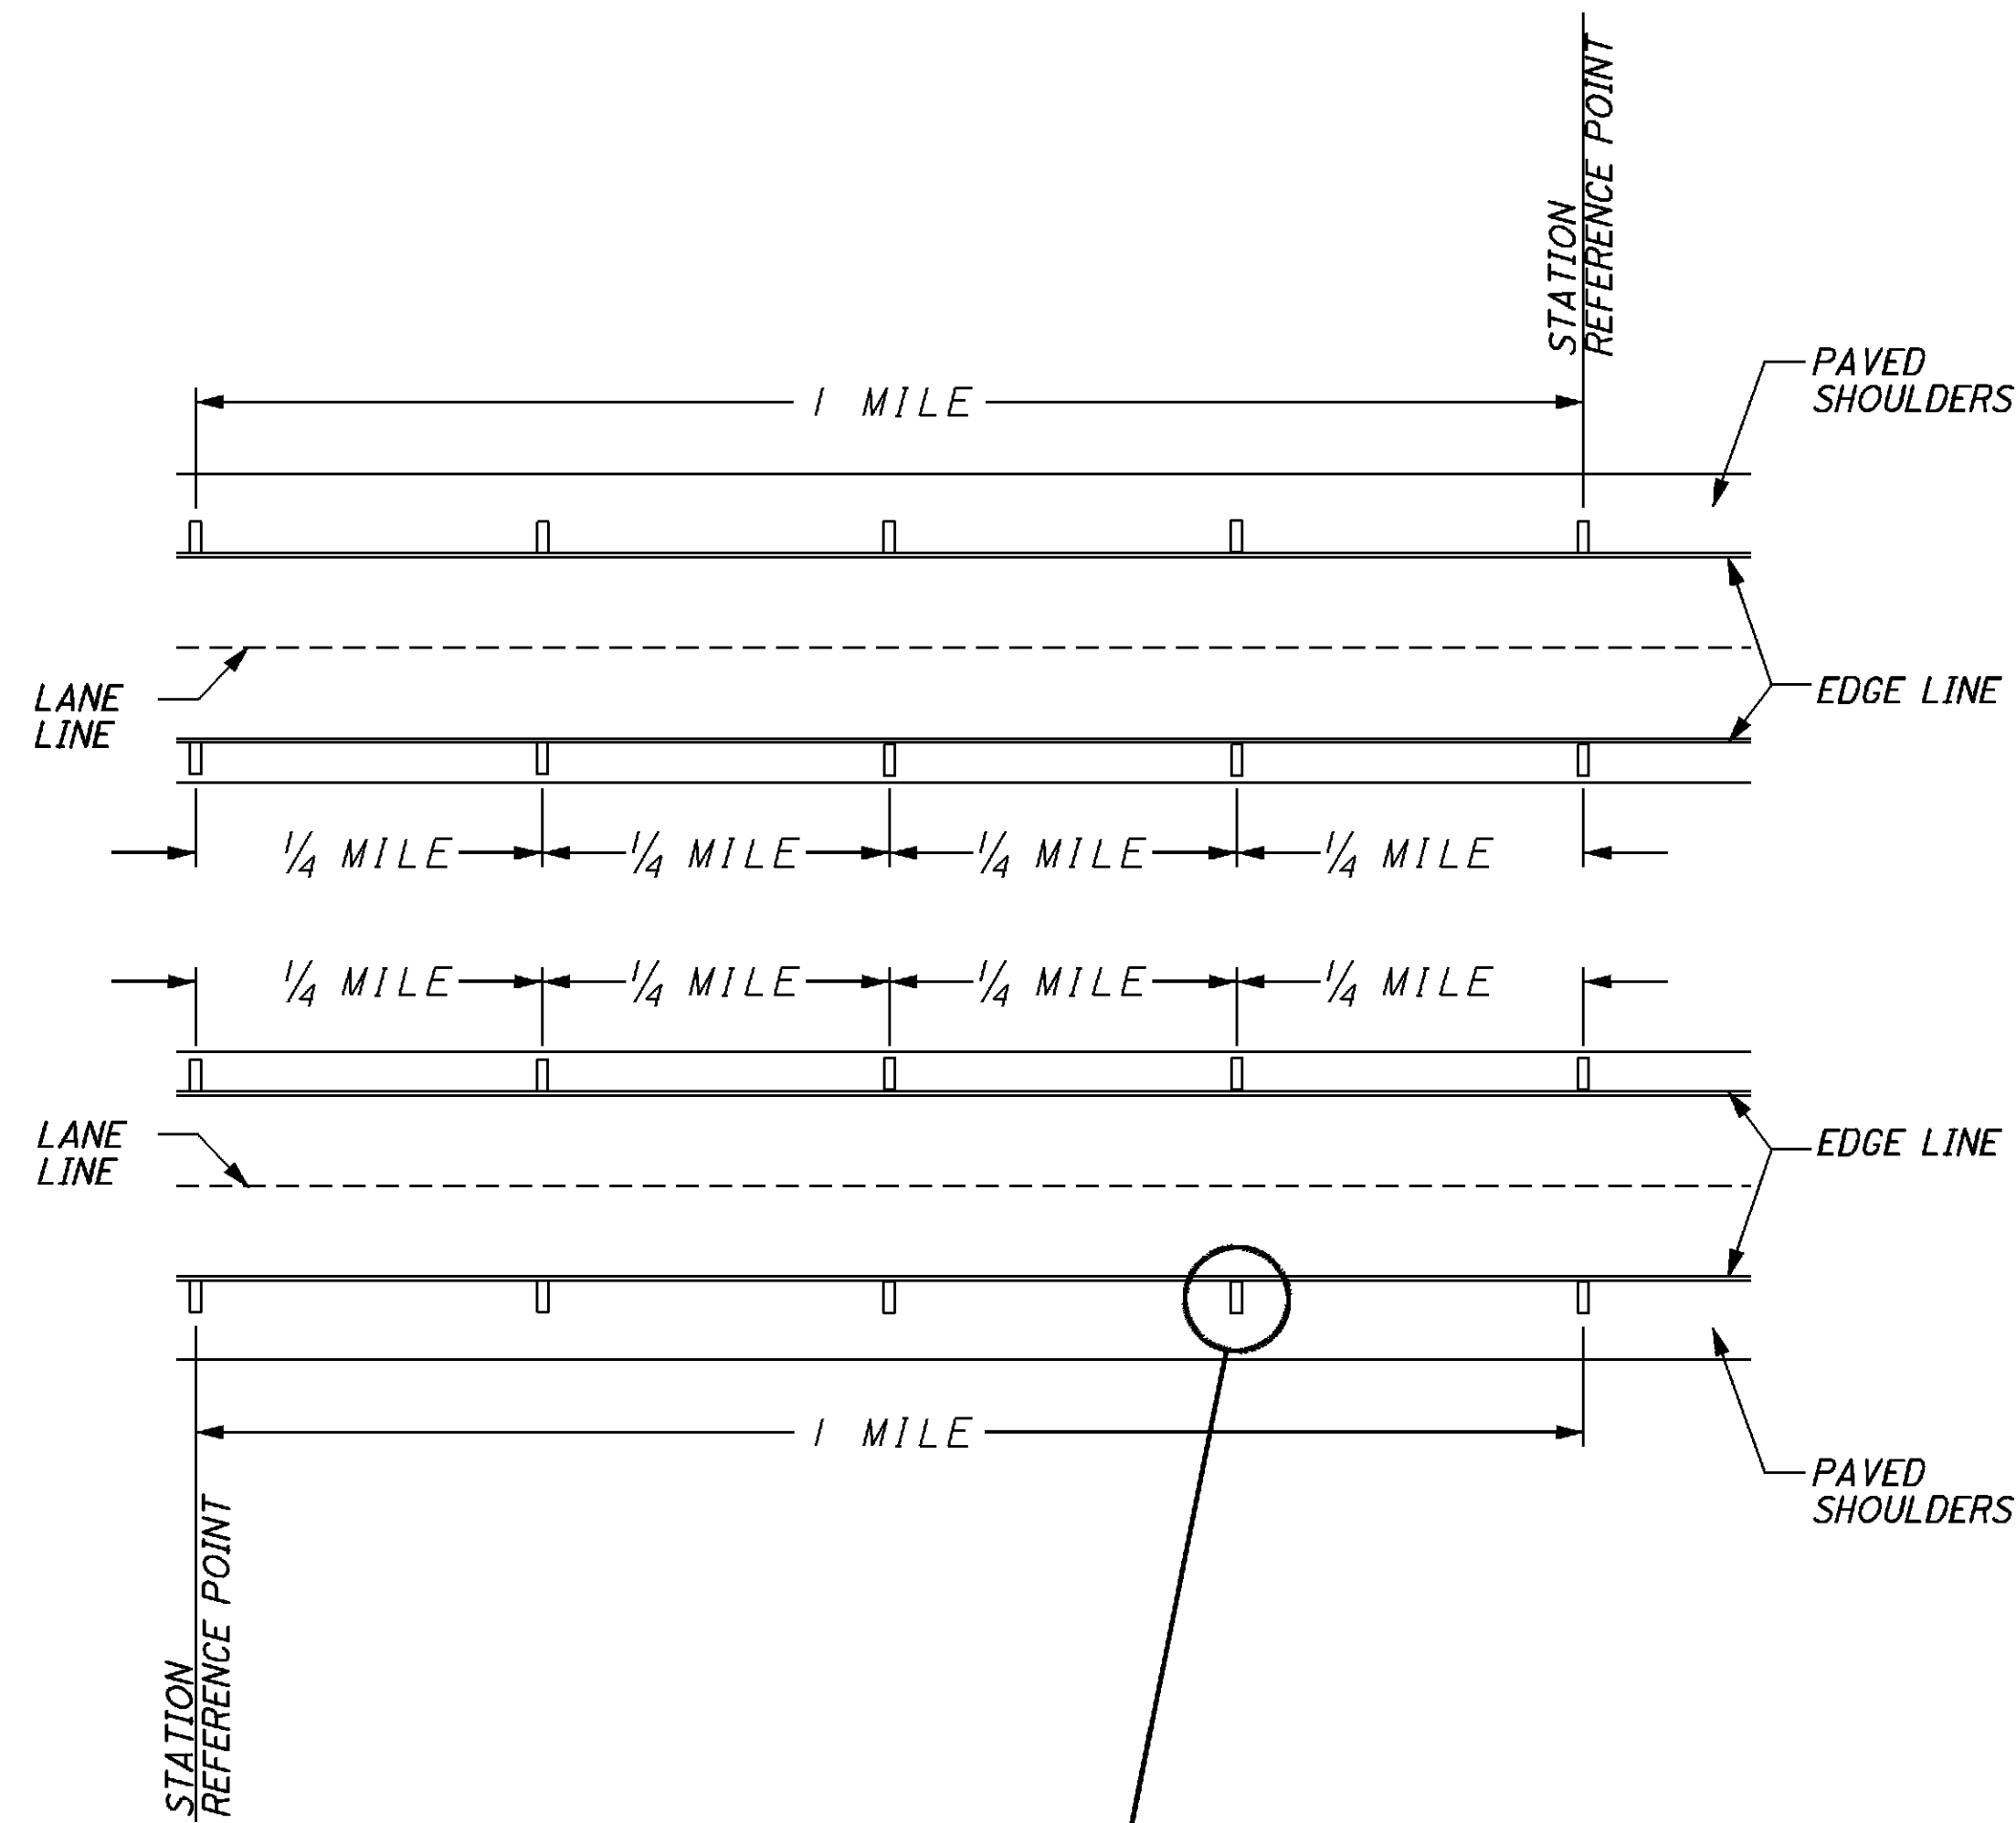 STATION
REFERENCE POINT
PAVED
SHOULDERS
1 MILE
LANE
LINE
EDGE LINE
1/4 MILE 1/4 MILE 1/4 MILE 1/4 MILE
1/4 MILE 1/4 MILE 1/4 MILE 1/4 MILE
LANE
LINE
EDGE LINE
1 MILE
PAVED
SHOULDERS
STATION
REFERENCE POINT